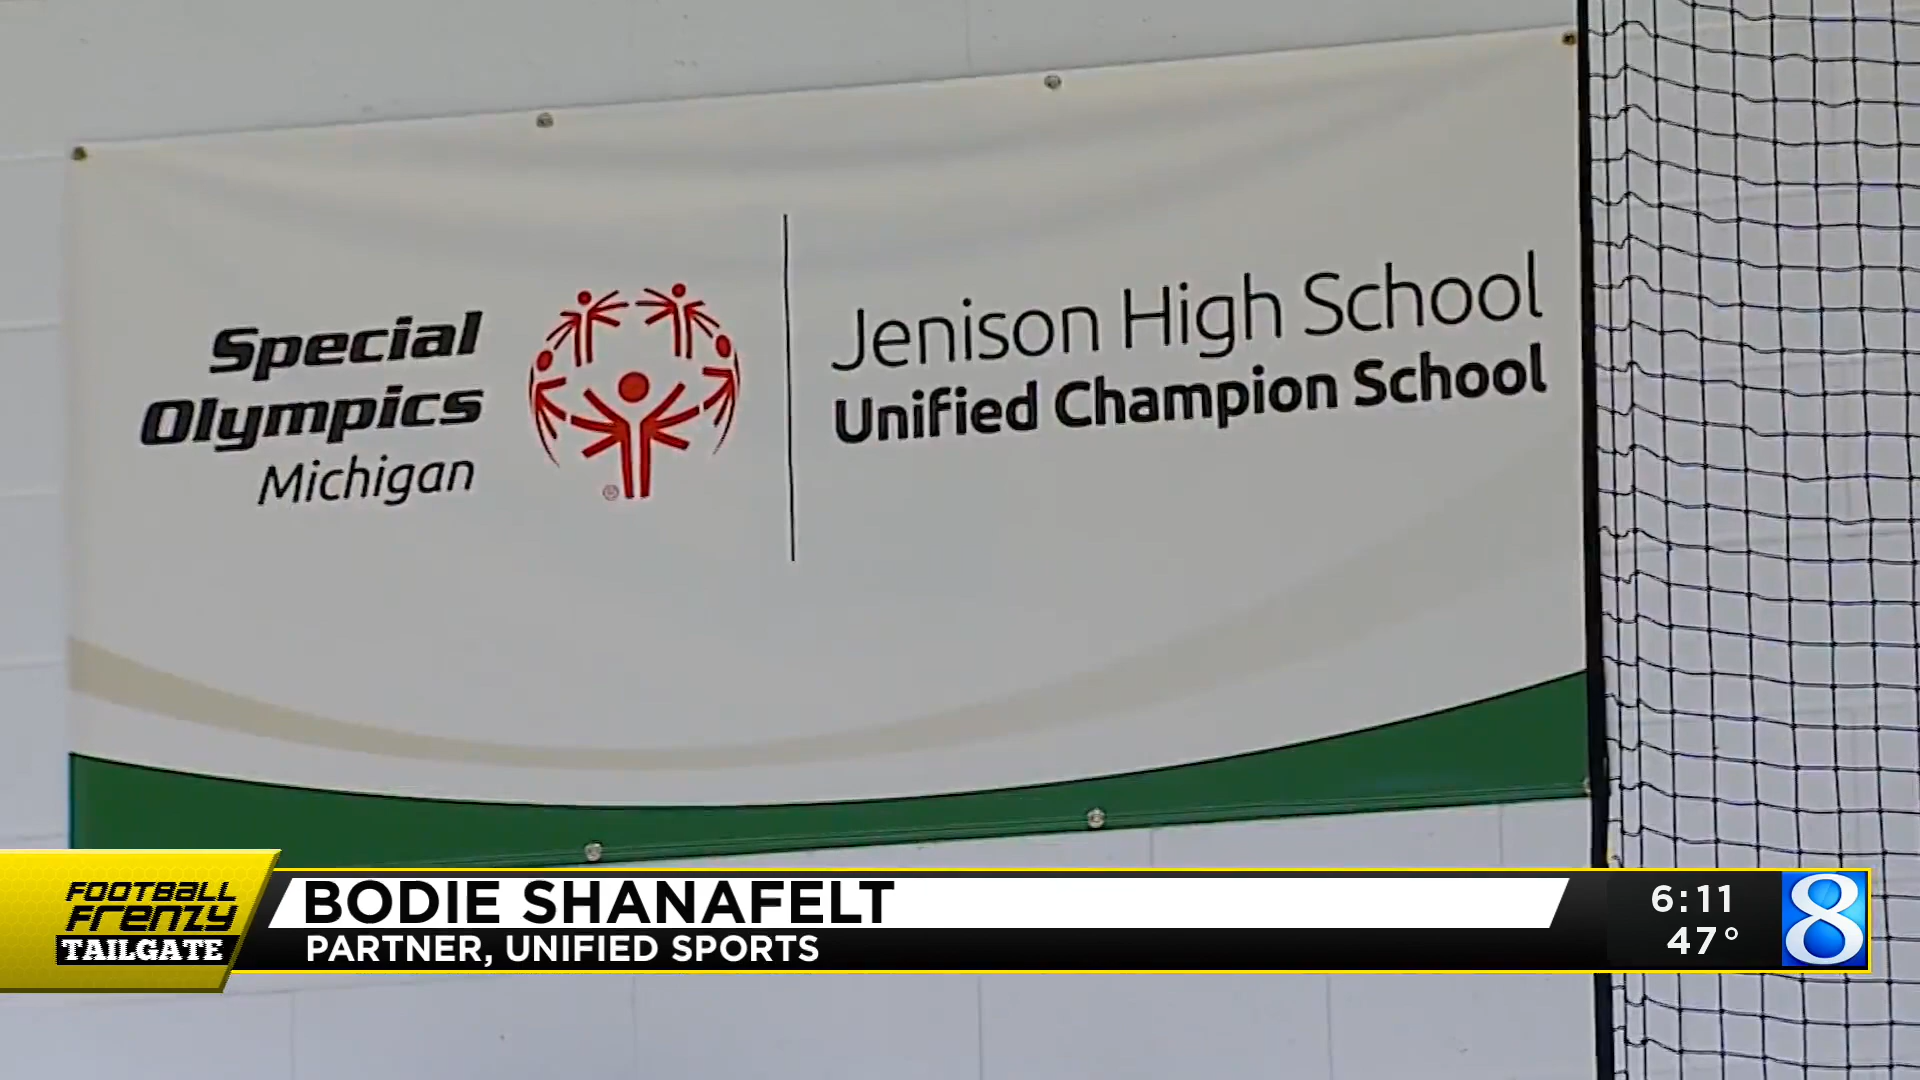 Special
Olympics
Michigan
Jenison High School
Unified Champion School
FOOTBALL
FRENZY
TAILGATE
BODIE SHANAFELT
PARTNER, UNIFIED SPORTS
6:11
47°
8